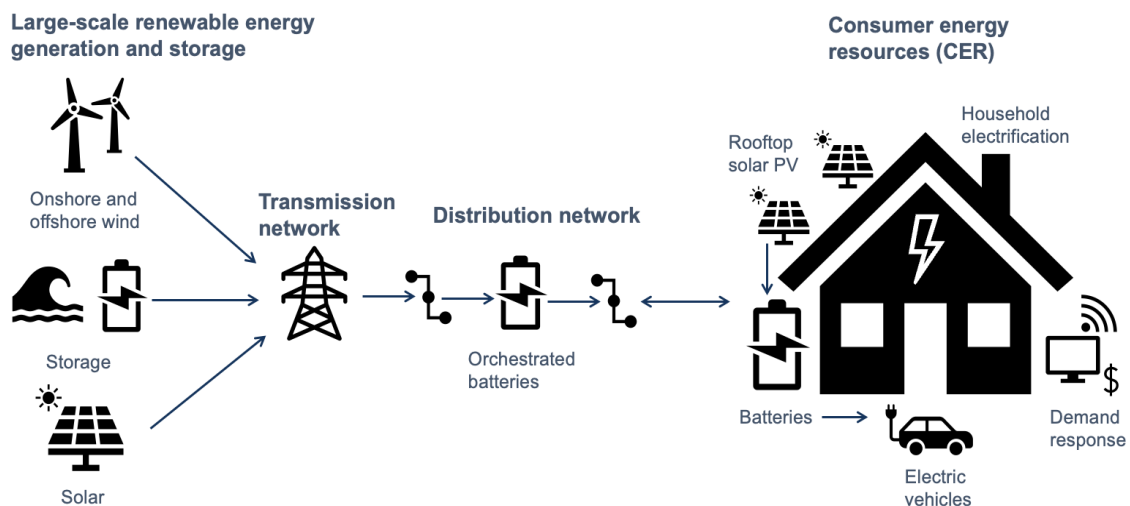 Large-scale renewable energy
generation and storage
Onshore and
offshore wind
Storage
Solar
Transmission
network
Distribution network
Orchestrated
batteries
Consumer energy
resources (CER)
Household
electrification
Rooftop
solar PV
Batteries
Electric
vehicles
$
Demand
response